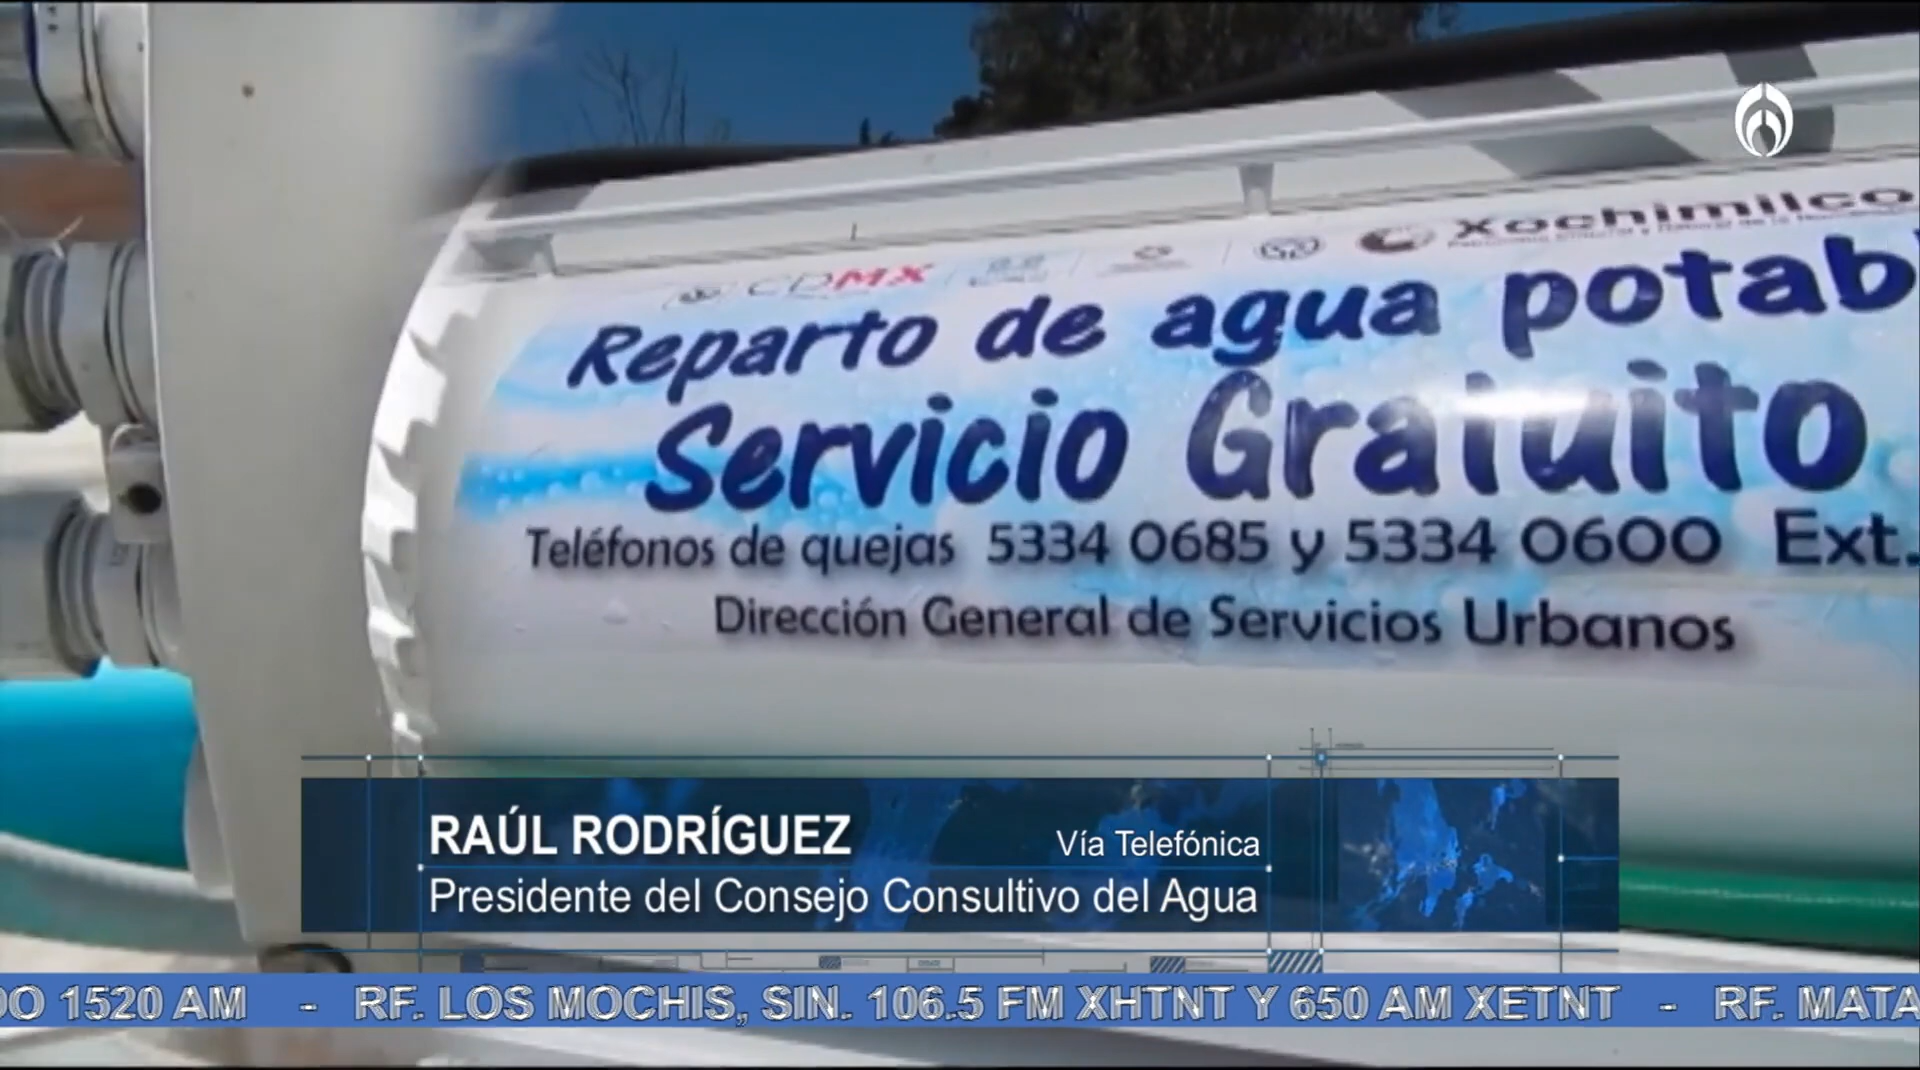 Xochimilco
CDMX
Reparto de agua potab
Servicio Gratuito
Teléfonos de quejas 5334 0685 y 5334 0600 Ext.
Dirección General de Servicios Urbanos
RAÚL RODRÍGUEZ
Vía Telefónica
Presidente del Consejo Consultivo del Agua
DO 1520 AM - RF. LOS MOCHIS, SIN. 106.5 FM XHTNT Y 650 AM XETNT - RF. MATA